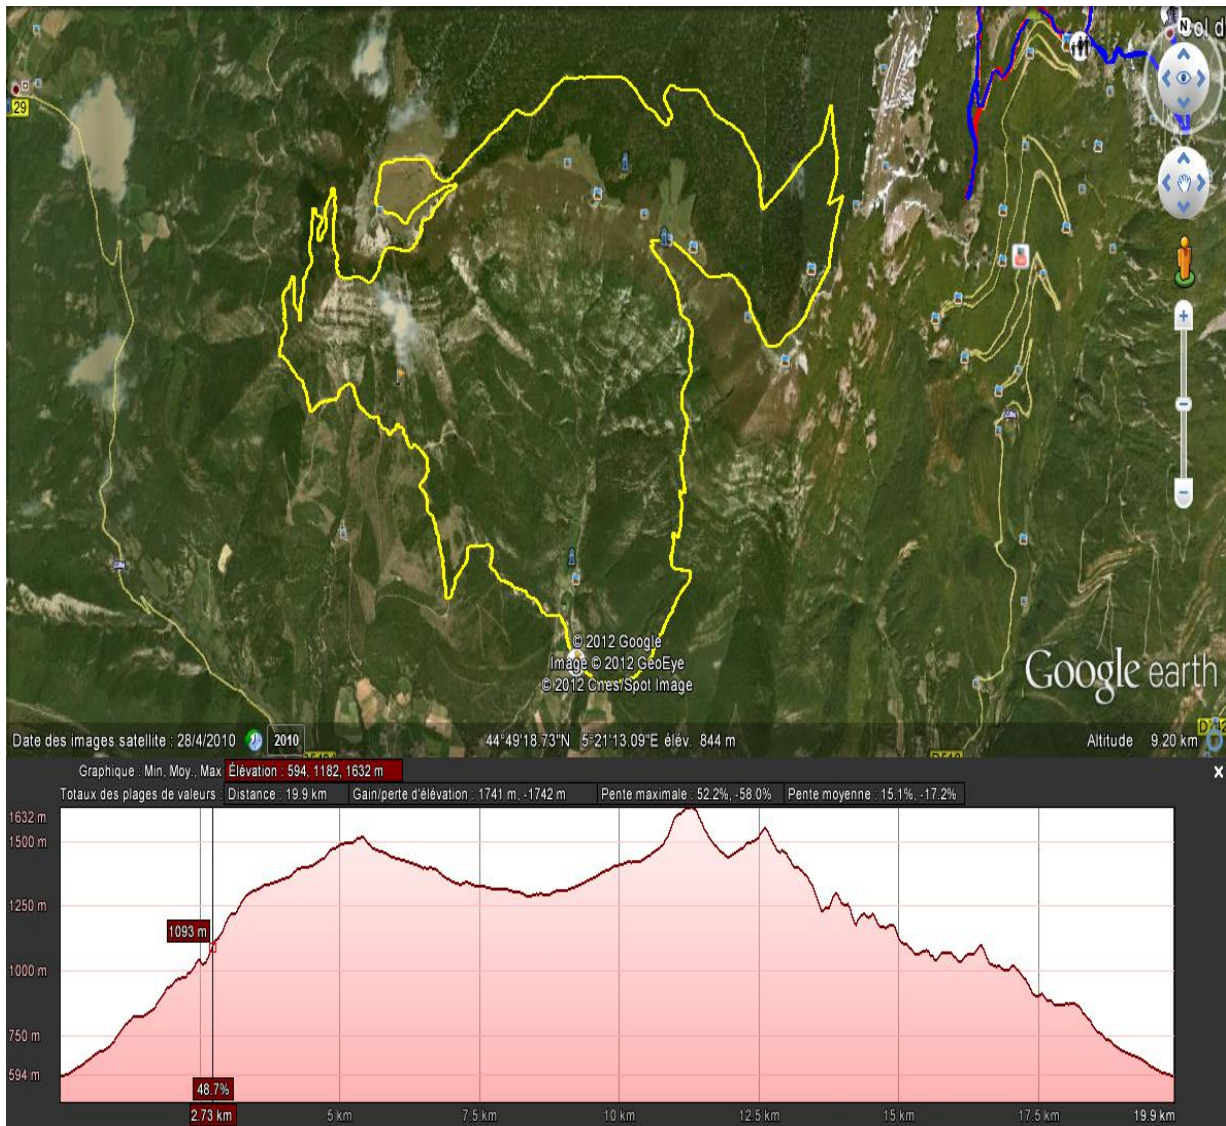 Col d
N
29
© 2012 Google
Image © 2012 GeoEye
© 2012 Cnes/Spot Image
Google earth
Date des images satellite : 28/4/2010 2010 44°49'18.73"N 5°21'13.09"E élév. 844 m Altitude 9.20 km
Graphique : Min, Moy., Max Élévation : 594, 1182, 1632 m x
Totaux des plages de valeurs : Distance : 19.9 km Gain/perte d'élévation : 1741 m, -1742 m Pente maximale : 52.2%, -58.0% Pente moyenne : 15.1%, -17.2%
1632 m
1500 m
1250 m
1093 m
1000 m
750 m
594 m
48.7%
2.73 km 5 km 7.5 km 10 km 12.5 km 15 km 17.5 km 19.9 km